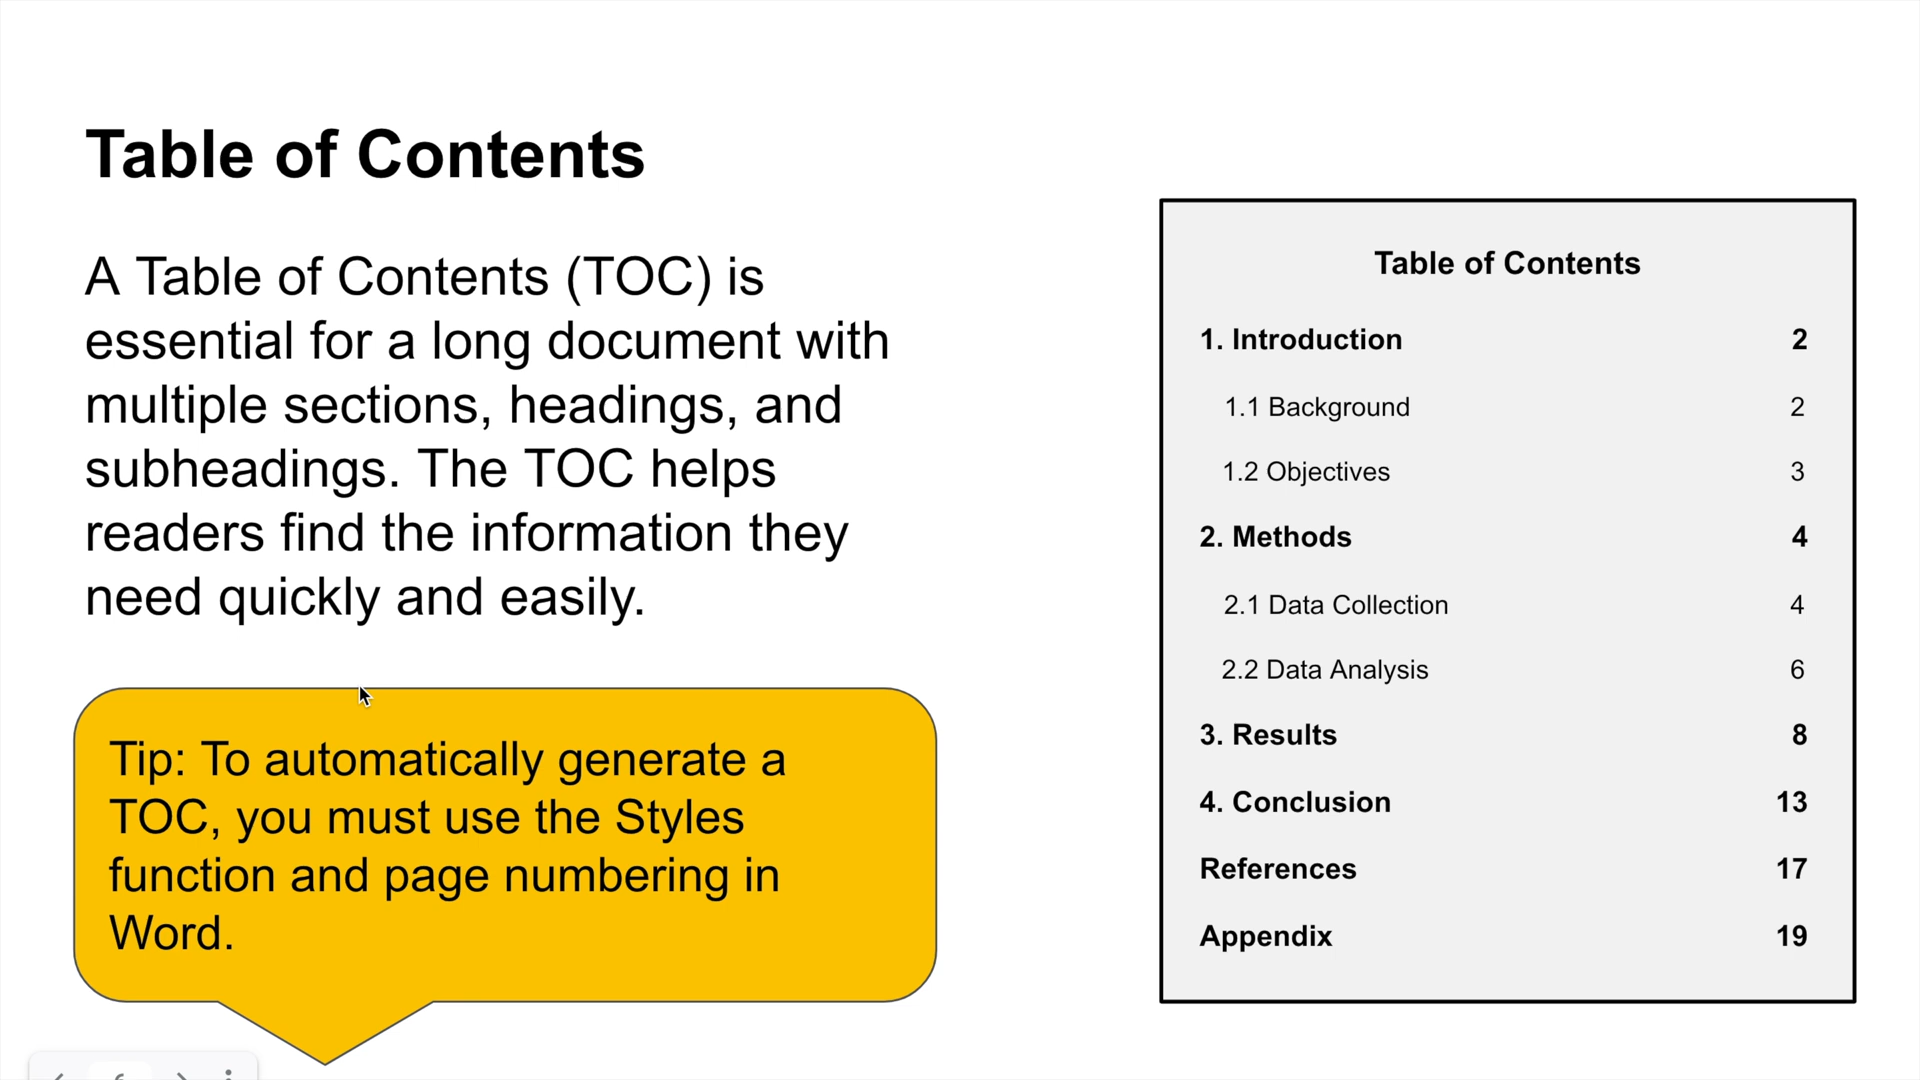 Table of Contents
A Table of Contents (TOC) is
essential for a long document with
multiple sections, headings, and
subheadings. The TOC helps
readers find the information they
need quickly and easily.
Tip: To automatically generate a
TOC, you must use the Styles
function and page numbering in
Word.
Table of Contents
1. Introduction 2
1.1 Background 2
1.2 Objectives 3
2. Methods 4
2.1 Data Collection 4
2.2 Data Analysis 6
3. Results 8
4. Conclusion 13
References 17
Appendix 19